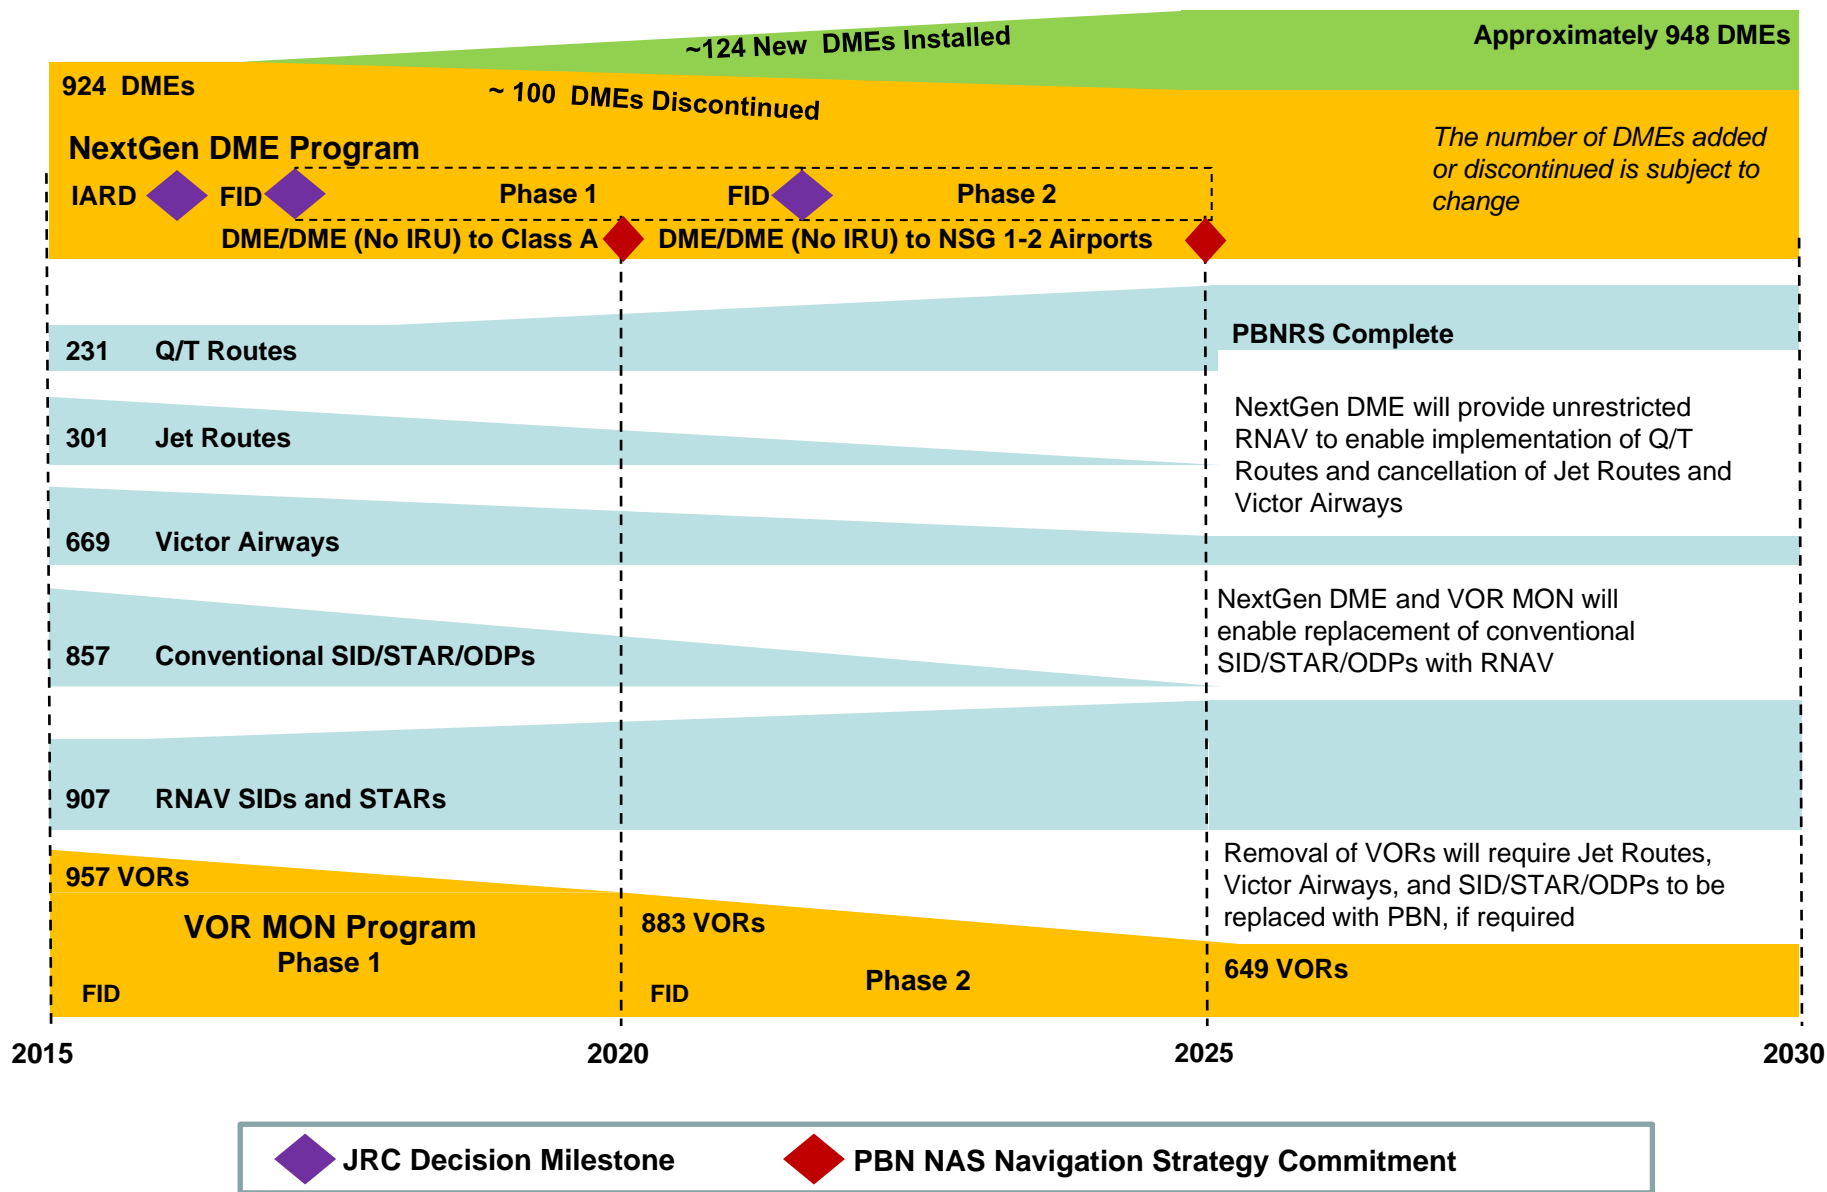 ~124 New DMEs Installed
Approximately 948 DMEs
924 DMEs
~ 100 DMEs Discontinued
The number of DMEs added
or discontinued is subject to
change
NextGen DME Program
IARD
FID
Phase 1
FID
Phase 2
DME/DME (No IRU) to Class A
DME/DME (No IRU) to NSG 1-2 Airports
231 Q/T Routes
PBNRS Complete
301 Jet Routes
NextGen DME will provide unrestricted
RNAV to enable implementation of Q/T
Routes and cancellation of Jet Routes and
Victor Airways
669 Victor Airways
857 Conventional SID/STAR/ODPs
NextGen DME and VOR MON will
enable replacement of conventional
SID/STAR/ODPs with RNAV
907 RNAV SIDs and STARs
957 VORs
VOR MON Program
Phase 1
FID
883 VORs
Phase 2
FID
Removal of VORs will require Jet Routes,
Victor Airways, and SID/STAR/ODPs to be
replaced with PBN, if required
649 VORs
2015
2020
2025
2030
JRC Decision Milestone
PBN NAS Navigation Strategy Commitment